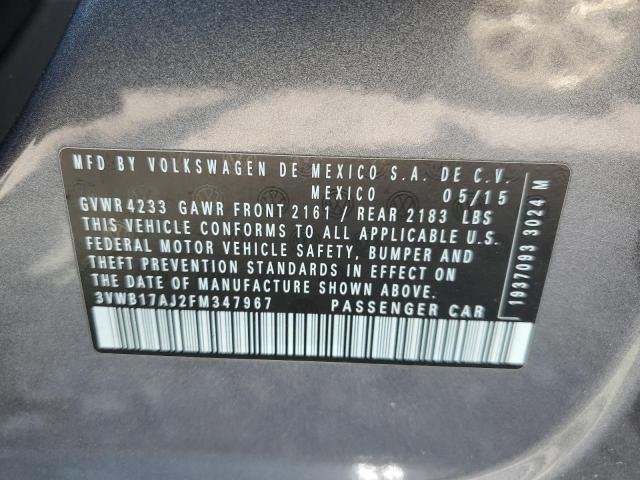 MFD BY VOLKSWAGEN DE MEXICO S.A. DE C.V.
MEXICO 05/15
GVWR 4233 GAWR FRONT 2161 / REAR 2183 LBS
THIS VEHICLE CONFORMS TO ALL APPLICABLE U.S.
FEDERAL MOTOR VEHICLE SAFETY, BUMPER AND
THEFT PREVENTION STANDARDS IN EFFECT ON
THE DATE OF MANUFACTURE SHOWN ABOVE.
3VWB17AJ2FM347967 PASSENGER CAR
1937093 3024 M